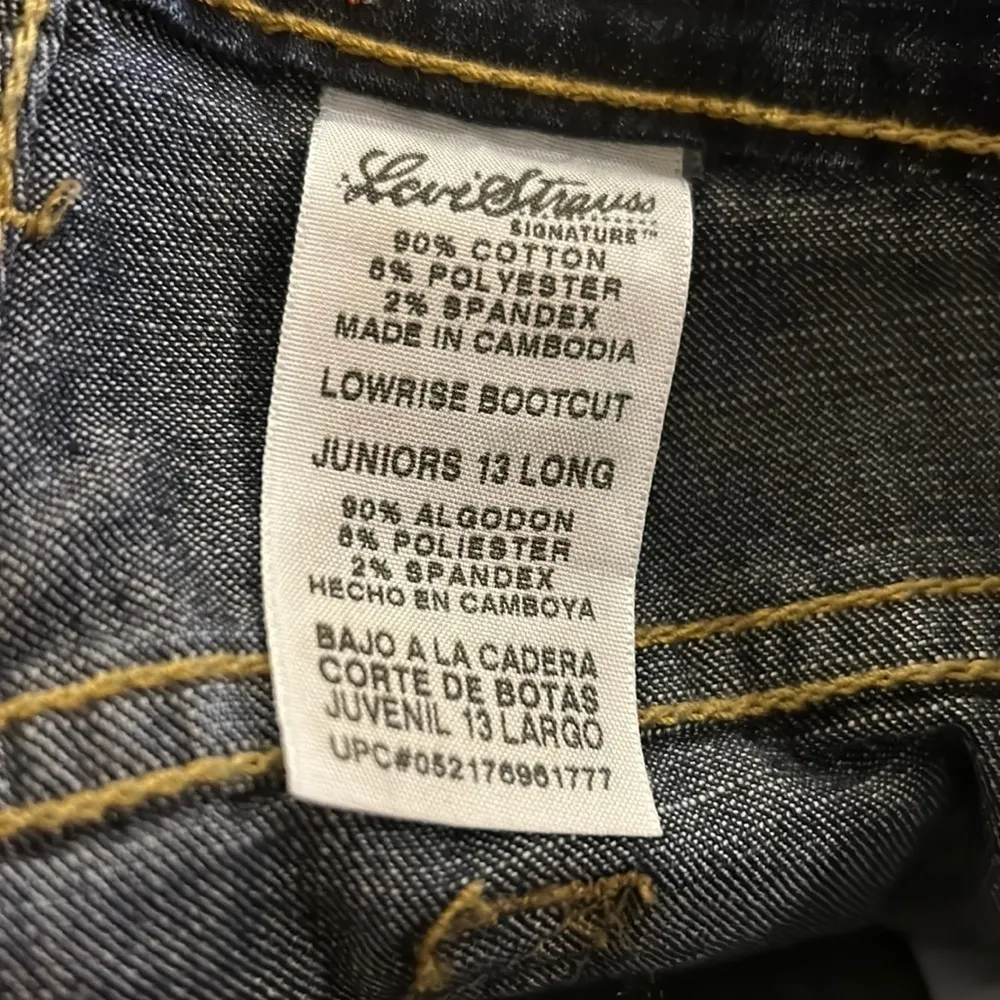 Levi Strauss
SIGNATURE™
90% COTTON
8% POLYESTER
2% SPANDEX
MADE IN CAMBODIA
LOWRISE BOOTCUT
JUNIORS 13 LONG
90% ALGODON
8% POLIESTER
2% SPANDEX
HECHO EN CAMBOYA
BAJO A LA CADERA
CORTE DE BOTAS
JUVENIL 13 LARGO
UPC#052176961777